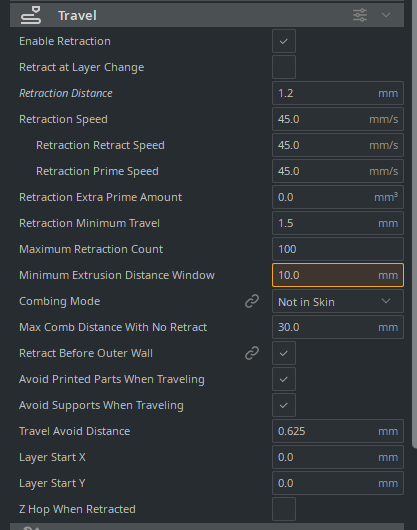 Travel
Enable Retraction
Retract at Layer Change
Retraction Distance 1.2 mm
Retraction Speed 45.0 mm/s
Retraction Retract Speed 45.0 mm/s
Retraction Prime Speed 45.0 mm/s
Retraction Extra Prime Amount 0.0 mm³
Retraction Minimum Travel 1.5 mm
Maximum Retraction Count 100
Minimum Extrusion Distance Window 10.0 mm
Combing Mode Not in Skin
Max Comb Distance With No Retract 30.0 mm
Retract Before Outer Wall
Avoid Printed Parts When Traveling
Avoid Supports When Traveling
Travel Avoid Distance 0.625 mm
Layer Start X 0.0 mm
Layer Start Y 0.0 mm
Z Hop When Retracted